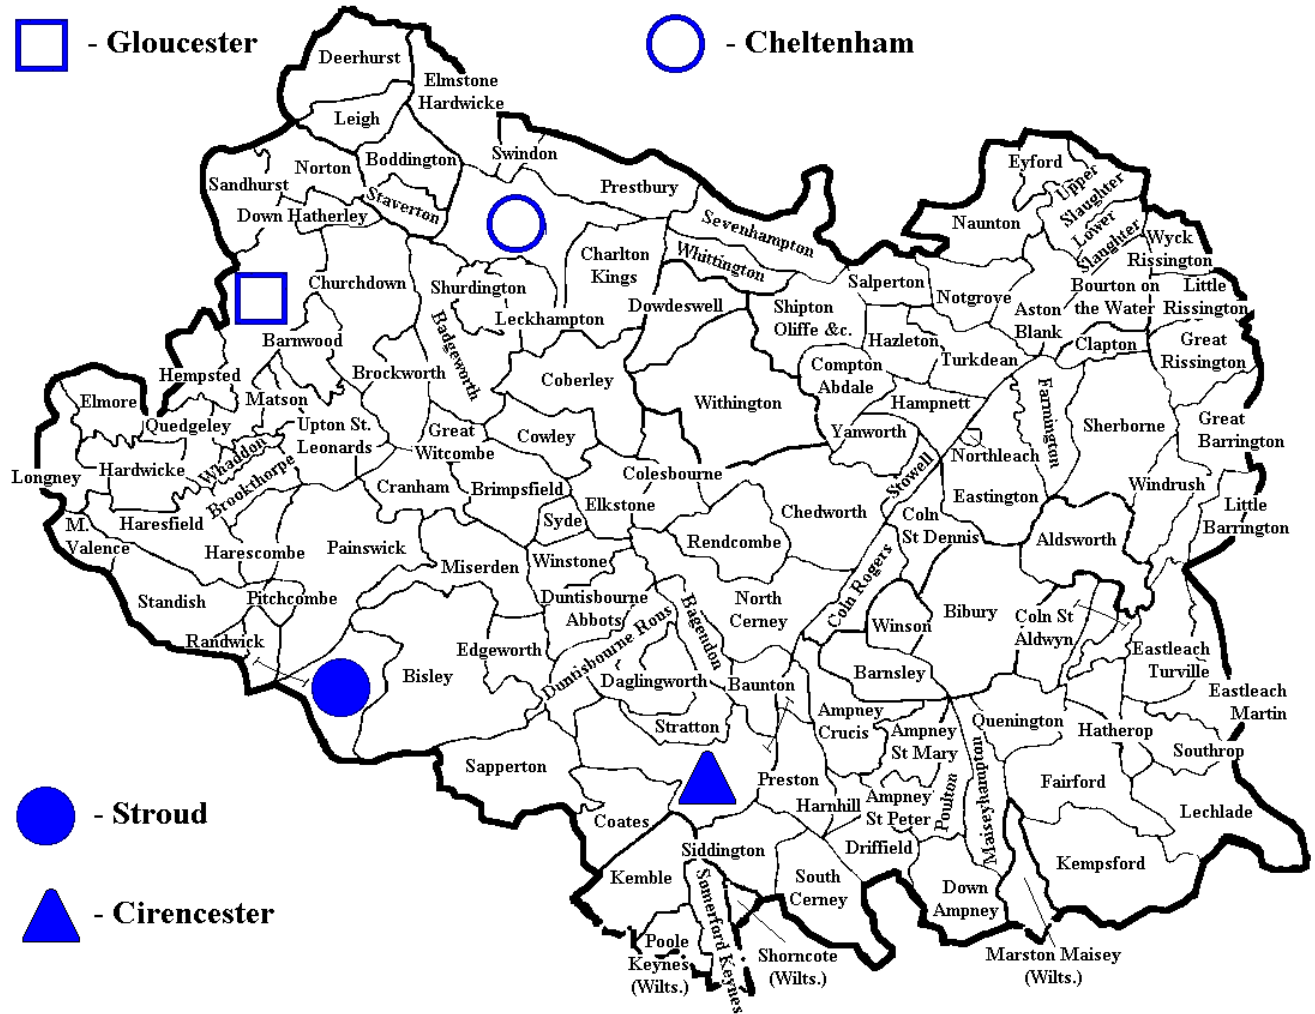 - Gloucester
- Cheltenham
Deerhurst
Elmstone
Hardwicke
Leigh
Swindon
Boddington
Norton
Sandhurst
Prestbury
Staverton
Down Hatherley
Eyford
Upper
Slaughter
Lower
Slaughter
Naunton
Wyck
Rissington
Sevenhampton
Whittington
Charlton
Kings
Churchdown
Shurdington
Salperton
Notgrove
Bourton on
the Water
Little
Rissington
Dowdeswell
Shipton
Oliffe &c.
Aston
Blank
Leckhampton
Badgeworth
Barnwood
Hazleton
Turkdean
Clapton
Great
Rissington
Hempsted
Brockworth
Coberley
Compton
Abdale
Elmore
Matson
Withington
Hampnett
Farmington
Sherborne
Great
Barrington
Quedgeley
Upton St.
Leonards
Great
Witcombe
Cowley
Yanworth
Northleach
Longney
Hardwicke
Whaddon
Brookthorpe
Colesbourne
Stowell
Cranham
Brimpsfield
Eastington
Windrush
Little
Barrington
M.
Valence
Haresfield
Elkstone
Syde
Chedworth
Coln
St Dennis
Aldsworth
Harescombe
Painswick
Rendcombe
Miserden
Winstone
Coln Rogers
Standish
Pitchcombe
Duntisbourne
Abbots
Bagendon
North
Cerney
Winson
Bibury
Coln St
Aldwyn
Randwick
Edgeworth
Duntisbourne Rous
Eastleach
Turville
Bisley
Daglingworth
Baunton
Barnsley
Eastleach
Martin
Stratton
Ampney
Crucis
Ampney
St Mary
Quenington
Hatherop
Southrop
Sapperton
Preston
Harnhill
Ampney
St Peter
Poulton
Maiseyhampton
Fairford
Lechlade
- Stroud
Coates
Siddington
Driffield
Kempsford
Kemble
Somerford Keynes
South
Cerney
Down
Ampney
- Cirencester
Poole
Keynes
(Wilts.)
Shorncote
(Wilts.)
Marston Maisey
(Wilts.)